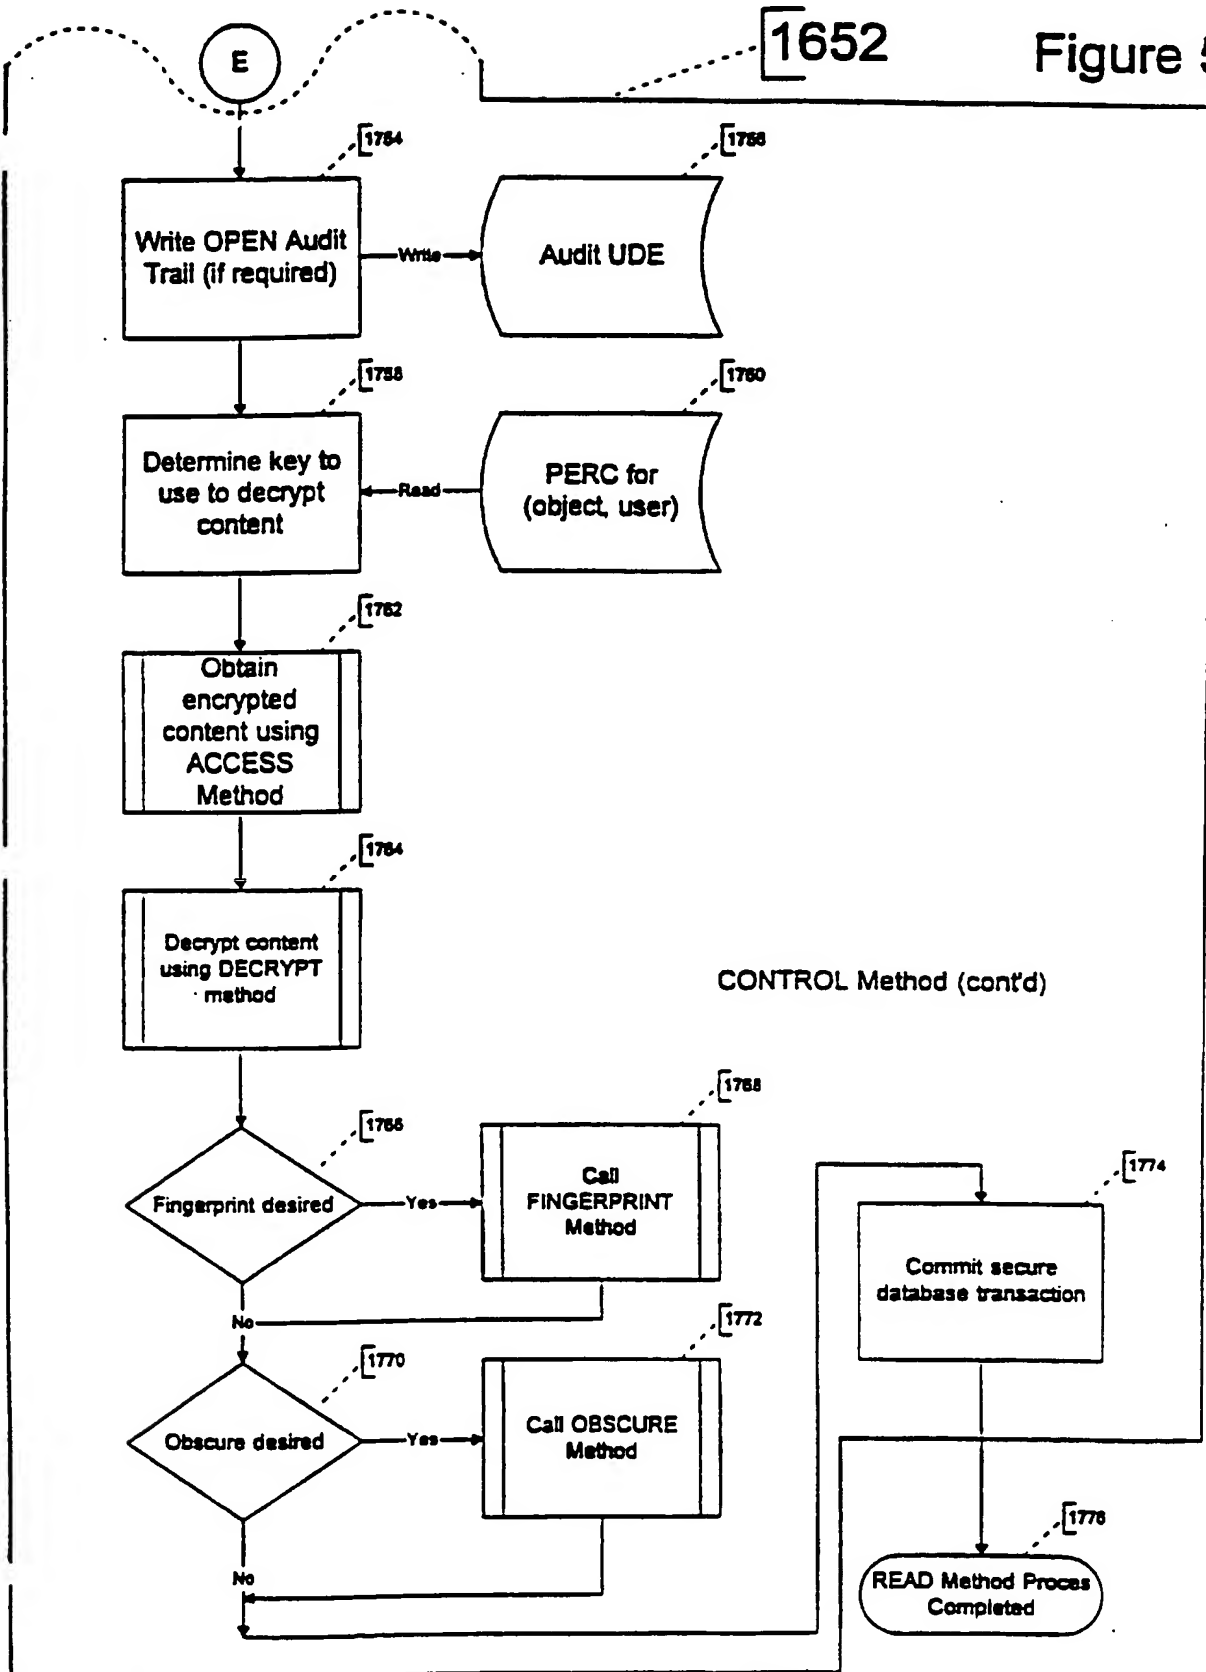 1652
Figure 5
E
1754
Write OPEN Audit
Trail (if required)
Write
1756
Audit UDE
1758
Determine key to
use to decrypt
content
Read
1760
PERC for
(object, user)
1762
Obtain
encrypted
content using
ACCESS
Method
1764
Decrypt content
using DECRYPT
method
CONTROL Method (cont'd)
1766
Fingerprint desired
Yes
1768
Call
FINGERPRINT
Method
No
1770
Obscure desired
Yes
1772
Call OBSCURE
Method
No
1774
Commit secure
database transaction
1776
READ Method Proces
Completed